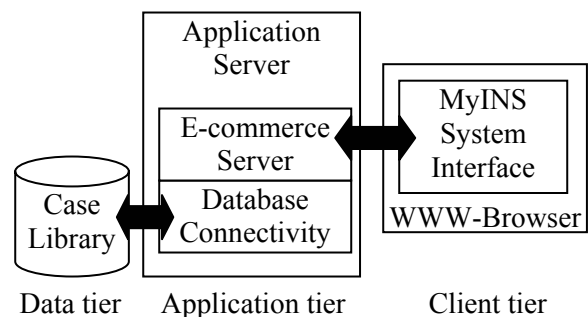 Application
Server
E-commerce
Server
Database
Connectivity
Case
Library
MyINS
System
Interface
WWW-Browser
Data tier
Application tier
Client tier